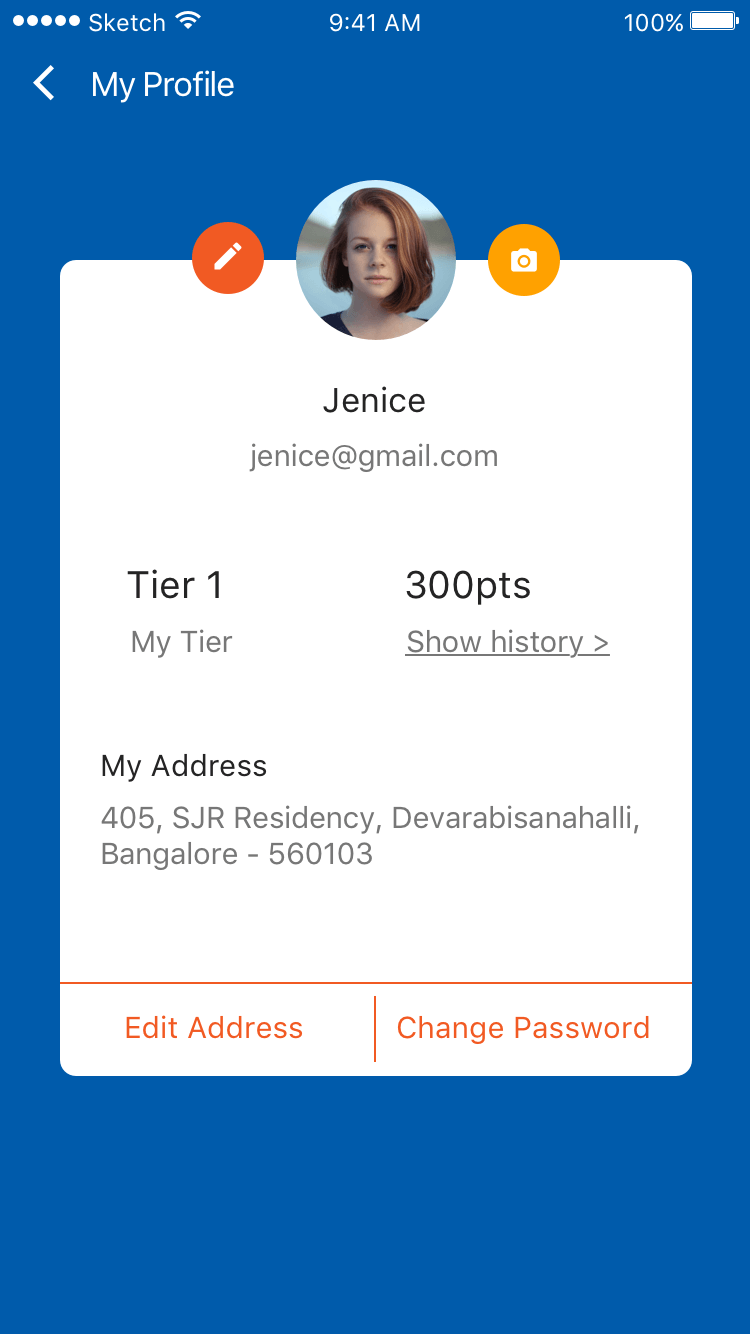 Sketch 9:41 AM 100%
My Profile
Jenice
jenice@gmail.com
Tier 1 300pts
My Tier Show history >
My Address
405, SJR Residency, Devarabisanahalli,
Bangalore - 560103
Edit Address Change Password